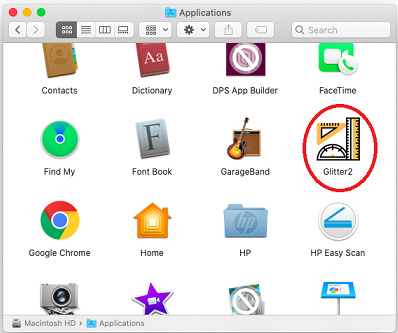 Applications
Search
Contacts
Dictionary
DPS App Builder
FaceTime
Find My
Font Book
GarageBand
Glitter2
Google Chrome
Home
HP
HP Easy Scan
Macintosh HD
Applications